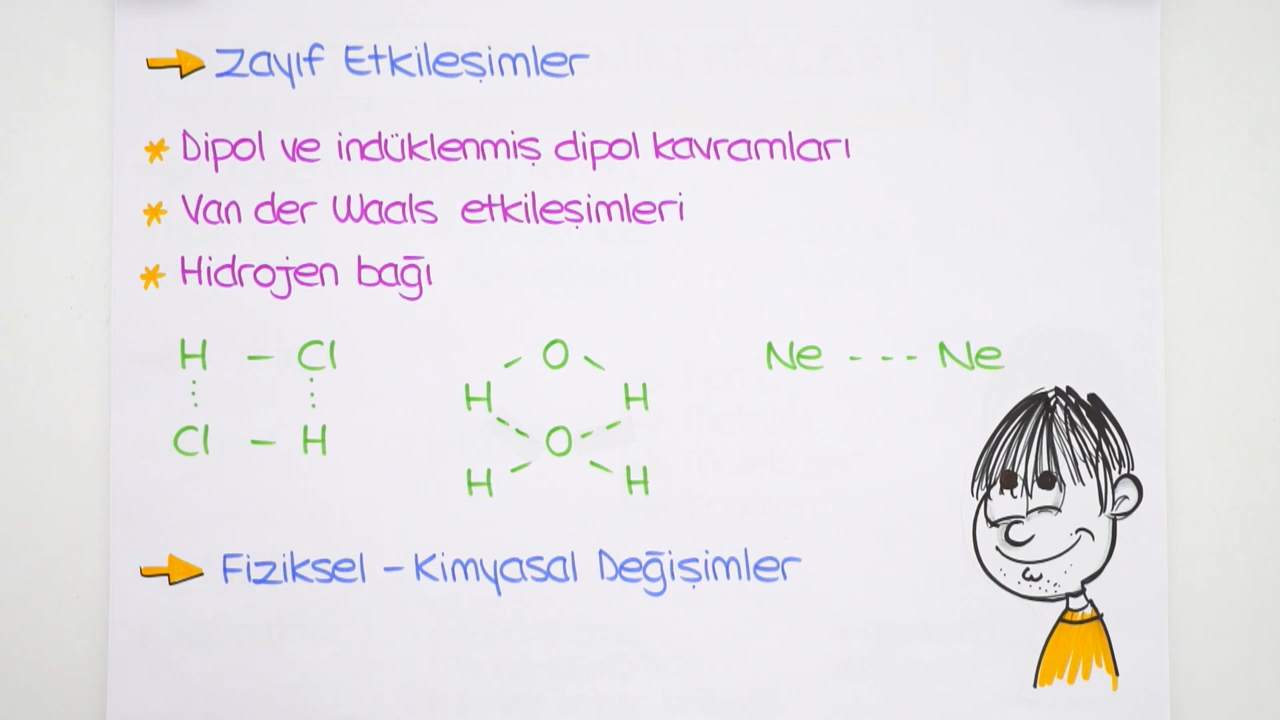 Zayıf Etkileşimler
* Dipol ve indüklenmiş dipol kavramları
* Van der Waals etkileşimleri
* Hidrojen bağı
H – Cl
Cl – H
O
H H
O
H H
Ne --- Ne
Fiziksel – Kimyasal Değişimler